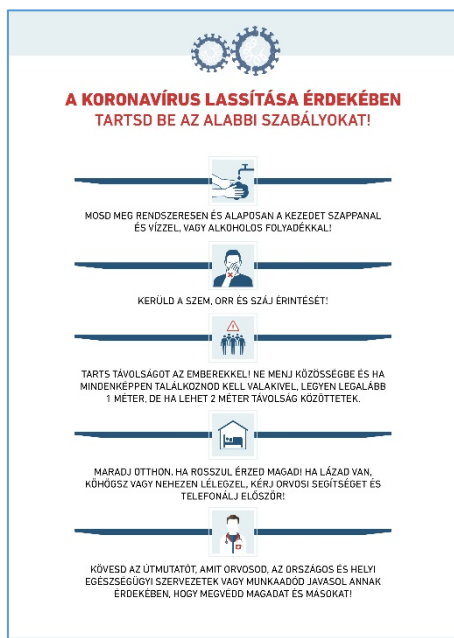 A KORONAVÍRUS LASSÍTÁSA ÉRDEKÉBEN
TARTSD BE AZ ALABBI SZABÁLYOKAT!
MOSD MEG RENDSZERESEN ÉS ALAPOSAN A KEZEDET SZAPPANAL
ÉS VÍZZEL, VAGY ALKOHOLOS FOLYADÉKKAL!
KERÜLD A SZEM, ORR ÉS SZÁJ ÉRINTÉSÉT!
TARTS TÁVOLSÁGOT AZ EMBEREKKEL! NE MENJ KÖZÖSSÉGBE ÉS HA
MINDENKÉPPEN TALÁLKOZNOD KELL VALAKIVEL, LEGYEN LEGALÁBB
1 MÉTER, DE HA LEHET 2 MÉTER TÁVOLSÁG KÖZÖTTETEK.
MARADJ OTTHON. HA ROSSZUL ÉRZED MAGAD! HA LÁZAD VAN,
KÖHÖGSZ VAGY NEHEZEN LÉLEGZEL, KÉRJ ORVOSI SEGÍTSÉGET ÉS
TELEFONÁLJ ELŐSZÖR!
KÖVESD AZ ÚTMUTATÓT, AMIT ORVOSOD, AZ ORSZÁGOS ÉS HELYI
EGÉSZSÉGÜGYI SZERVEZETEK VAGY MUNKAADÓD JAVASOL ANNAK
ÉRDEKÉBEN, HOGY MEGVÉDD MAGADAT ÉS MÁSOKAT!